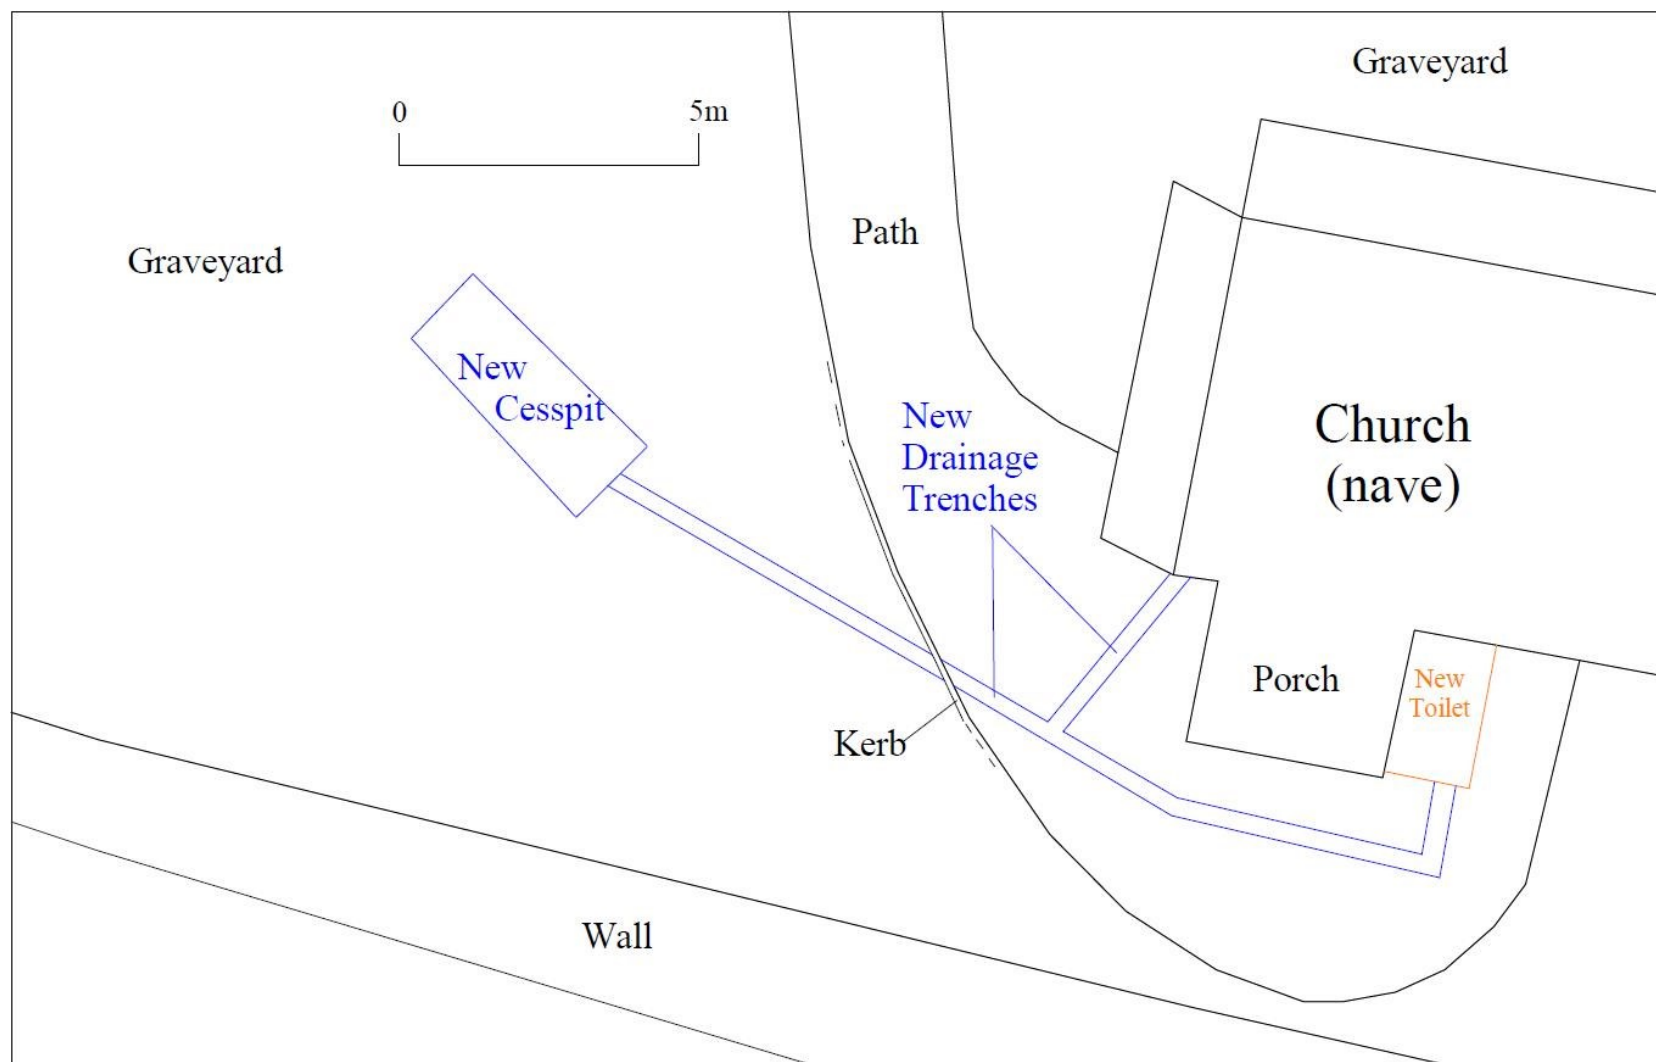 Graveyard
0 5m
Path
Graveyard
New
Cesspit
New
Drainage
Trenches
Church
(nave)
Porch
New
Toilet
Kerb
Wall